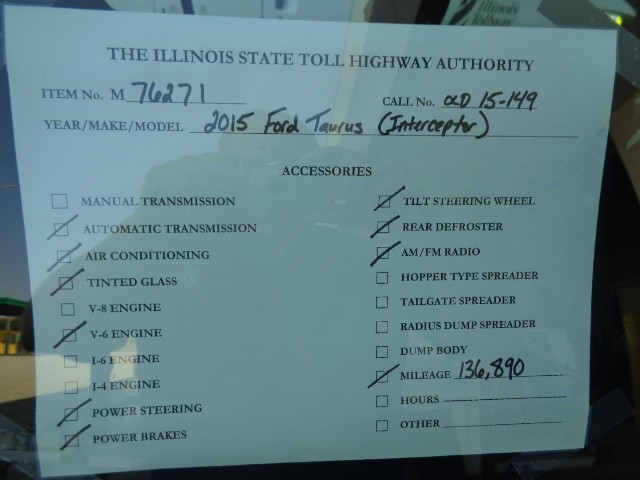 Illinois
Tollway
THE ILLINOIS STATE TOLL HIGHWAY AUTHORITY
ITEM No. M 76271
CALL No. OLD 15-149
YEAR/MAKE/MODEL 2015 Ford Taurus (Interceptor)
ACCESSORIES
MANUAL TRANSMISSION
AUTOMATIC TRANSMISSION
AIR CONDITIONING
TINTED GLASS
V-8 ENGINE
V-6 ENGINE
I-6 ENGINE
I-4 ENGINE
POWER STEERING
POWER BRAKES
TILT STEERING WHEEL
REAR DEFROSTER
AM/FM RADIO
HOPPER TYPE SPREADER
TAILGATE SPREADER
RADIUS DUMP SPREADER
DUMP BODY
MILEAGE 136,890
HOURS
OTHER